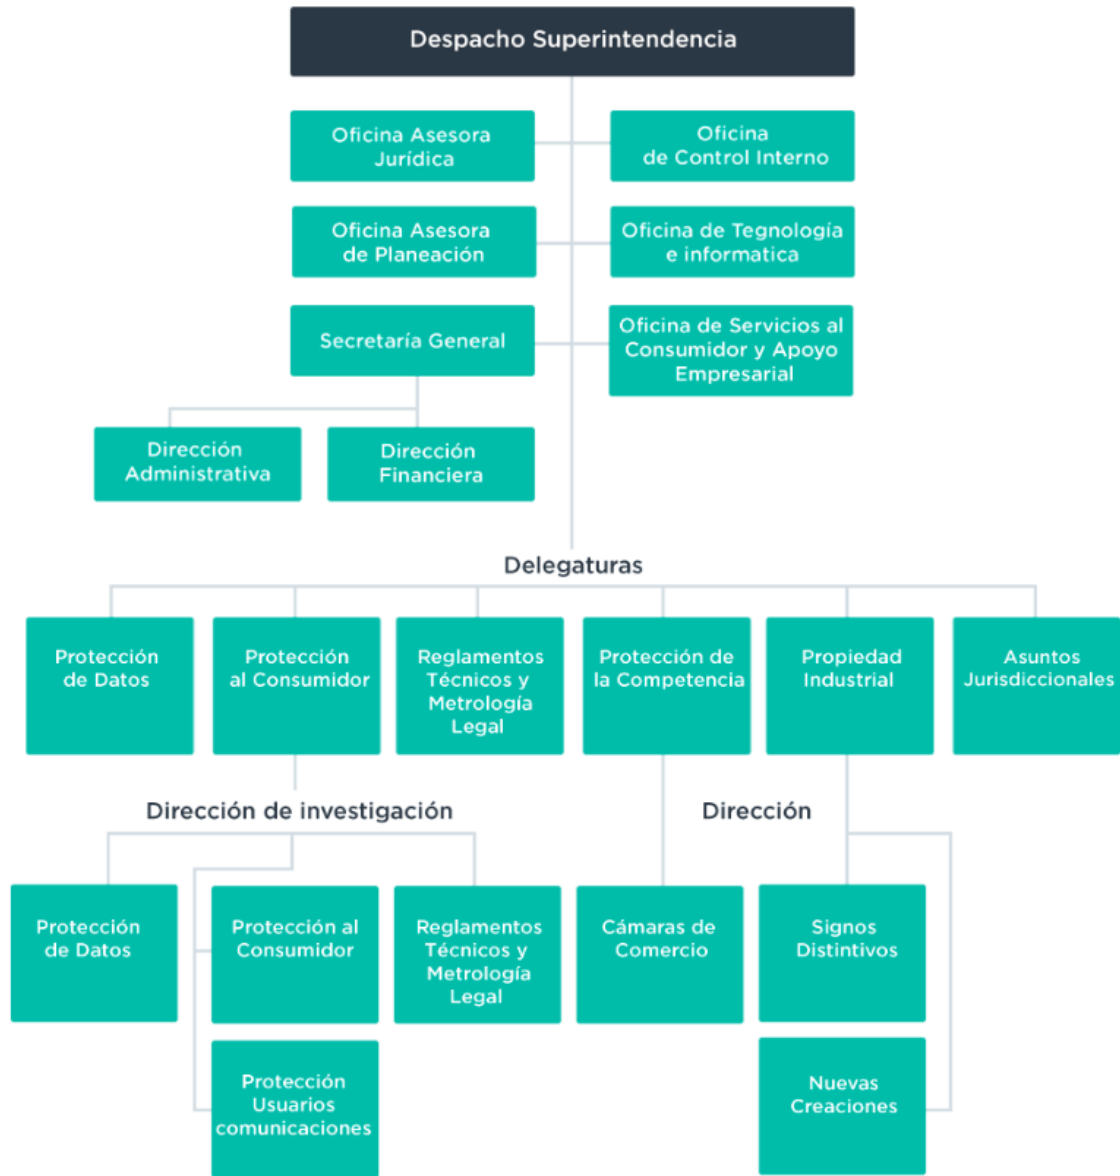 Despacho Superintendencia
Oficina Asesora
Jurídica
Oficina
de Control Interno
Oficina Asesora
de Planeación
Oficina de Tegnología
e informatica
Secretaría General
Oficina de Servicios al
Consumidor y Apoyo
Empresarial
Dirección
Administrativa
Dirección
Financiera
Delegaturas
Protección
de Datos
Protección
al Consumidor
Reglamentos
Técnicos y
Metrología
Legal
Protección de
la Competencia
Propiedad
Industrial
Asuntos
Jurisdiccionales
Dirección de investigación
Dirección
Protección
de Datos
Protección al
Consumidor
Reglamentos
Técnicos y
Metrología
Legal
Cámaras de
Comercio
Signos
Distintivos
Protección
Usuarios
comunicaciones
Nuevas
Creaciones